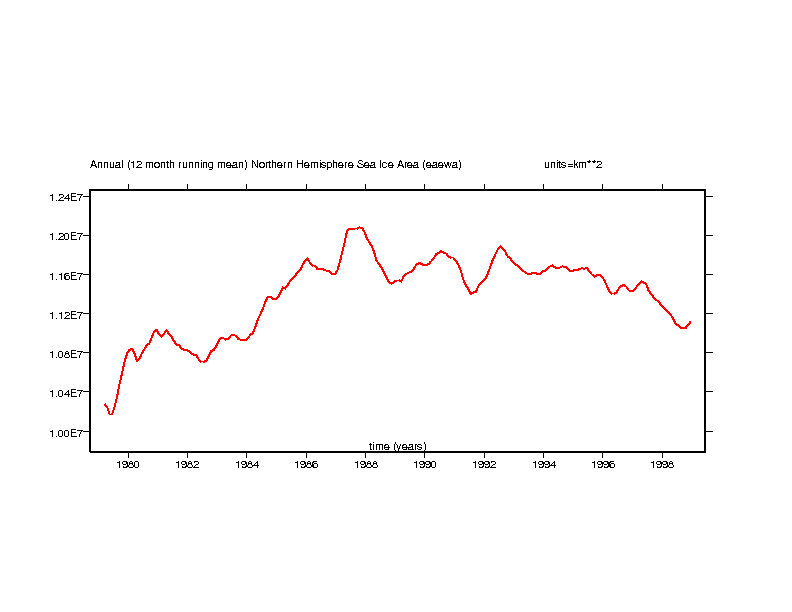 Annual (12 month running mean) Northern Hemisphere Sea Ice Area (eaewa) units=km**2
1.24E7
1.20E7
1.16E7
1.12E7
1.08E7
1.04E7
1.00E7
time (years)
1980 1982 1984 1986 1988 1990 1992 1994 1996 1998